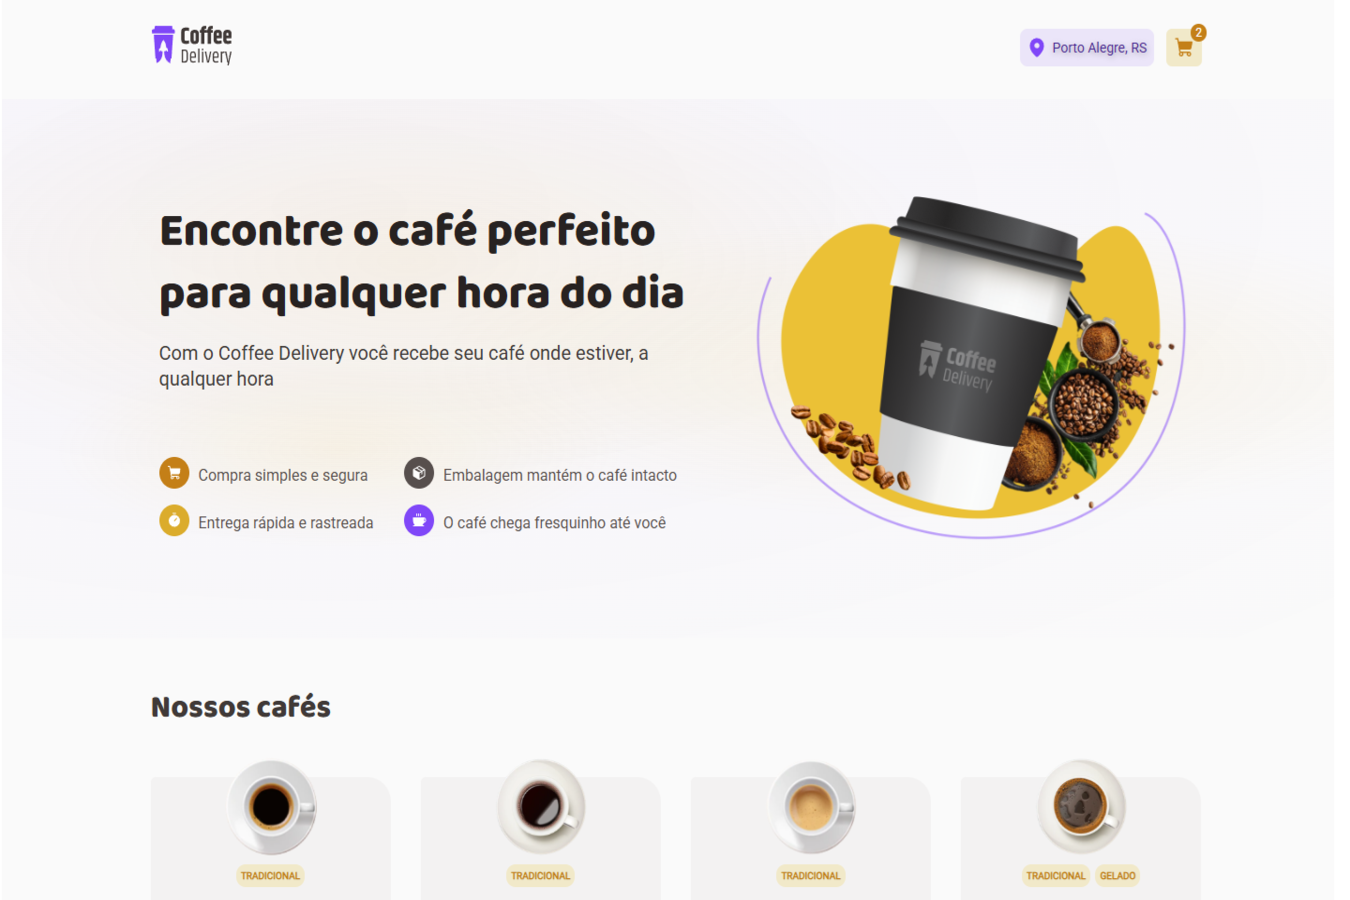 Coffee
Delivery
Porto Alegre, RS
2
Encontre o café perfeito
para qualquer hora do dia
Com o Coffee Delivery você recebe seu café onde estiver, a
qualquer hora
Coffee
Delivery
Compra simples e segura
Embalagem mantém o café intacto
Entrega rápida e rastreada
O café chega fresquinho até você
Nossos cafés
TRADICIONAL
TRADICIONAL
TRADICIONAL
TRADICIONAL GELADO